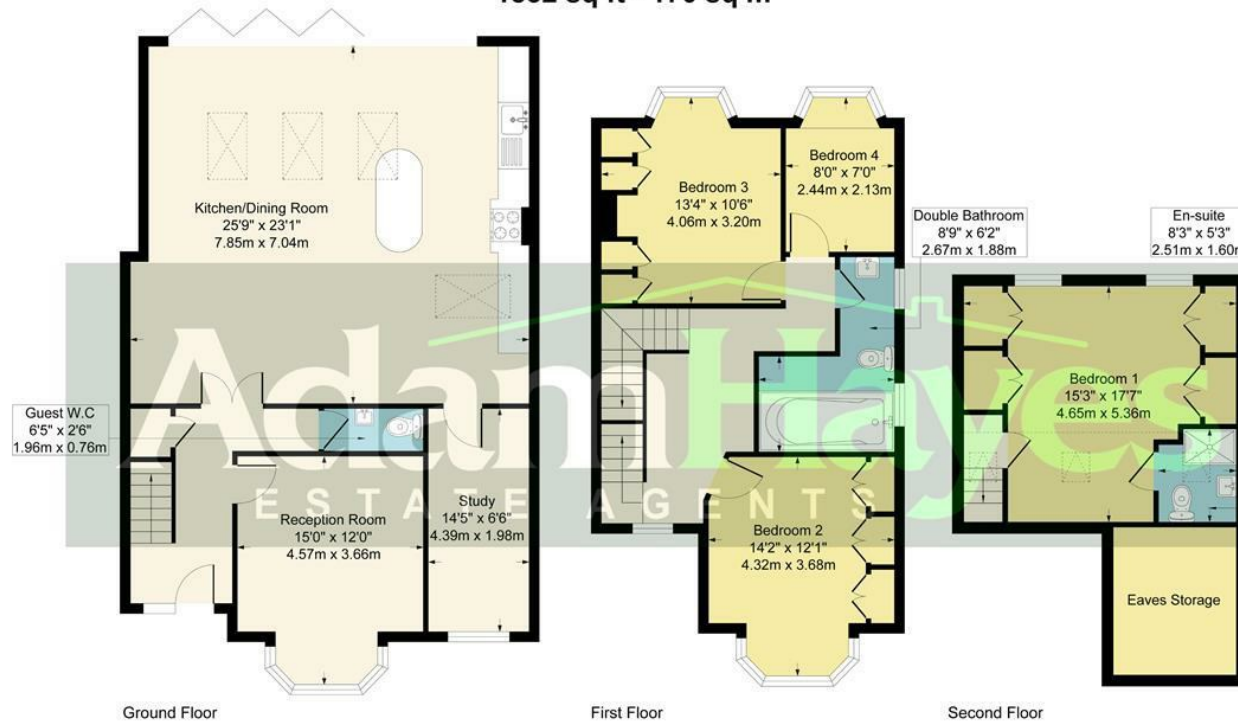 Kitchen/Dining Room
25'9" x 23'1"
7.85m x 7.04m
Guest W.C
6'5" x 2'6"
1.96m x 0.76m
Reception Room
15'0" x 12'0"
4.57m x 3.66m
Study
14'5" x 6'6"
4.39m x 1.98m
Ground Floor
Bedroom 3
13'4" x 10'6"
4.06m x 3.20m
Bedroom 4
8'0" x 7'0"
2.44m x 2.13m
Double Bathroom
8'9" x 6'2"
2.67m x 1.88m
Bedroom 2
14'2" x 12'1"
4.32m x 3.68m
First Floor
En-suite
8'3" x 5'3"
2.51m x 1.60m
Bedroom 1
15'3" x 17'7"
4.65m x 5.36m
Eaves Storage
Second Floor
AdamHayes
ESTATE AGENTS